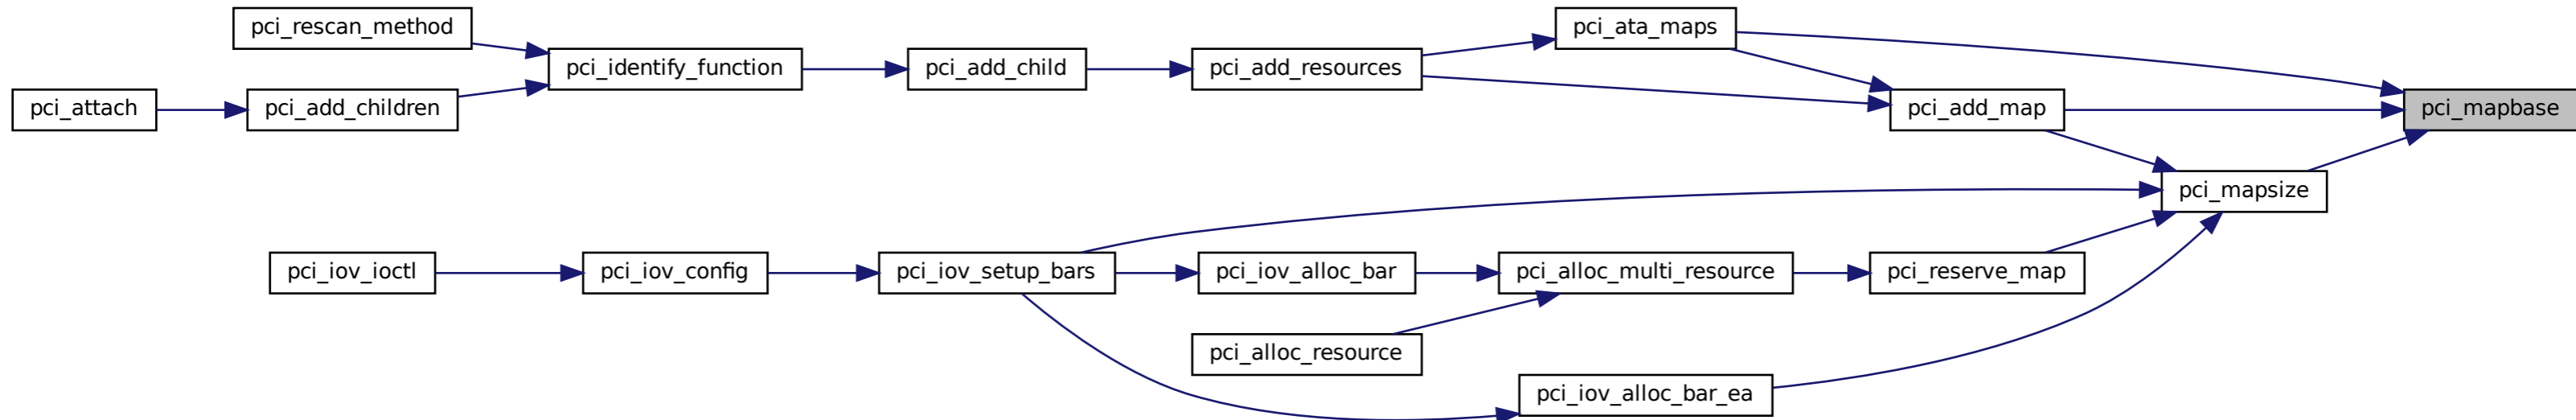 pci_rescan_method
pci_ata_maps
pci_identify_function
pci_add_child
pci_add_resources
pci_attach
pci_add_children
pci_add_map
pci_mapbase
pci_mapsize
pci_iov_ioctl
pci_iov_config
pci_iov_setup_bars
pci_iov_alloc_bar
pci_alloc_multi_resource
pci_reserve_map
pci_alloc_resource
pci_iov_alloc_bar_ea